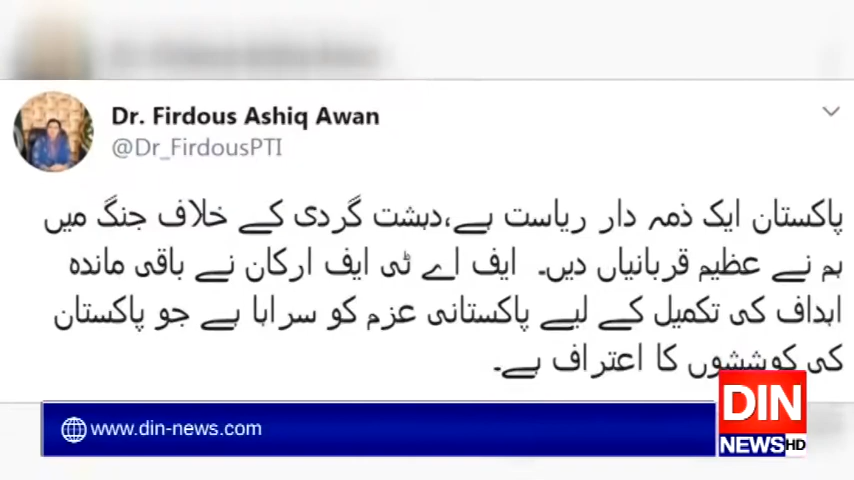 Dr. Firdous Ashiq Awan
@Dr_FirdousPTI
پاکستان ایک ذمہ دار ریاست ہے،دہشت گردی کے خلاف جنگ میں
ہم نے عظیم قربانیاں دیں۔ ایف اے ٹی ایف ارکان نے باقی ماندہ
اہداف کی تکمیل کے لیے پاکستانی عزم کو سراہا ہے جو پاکستان
کی کوششوں کا اعتراف ہے۔
www.din-news.com
DIN
NEWS HD